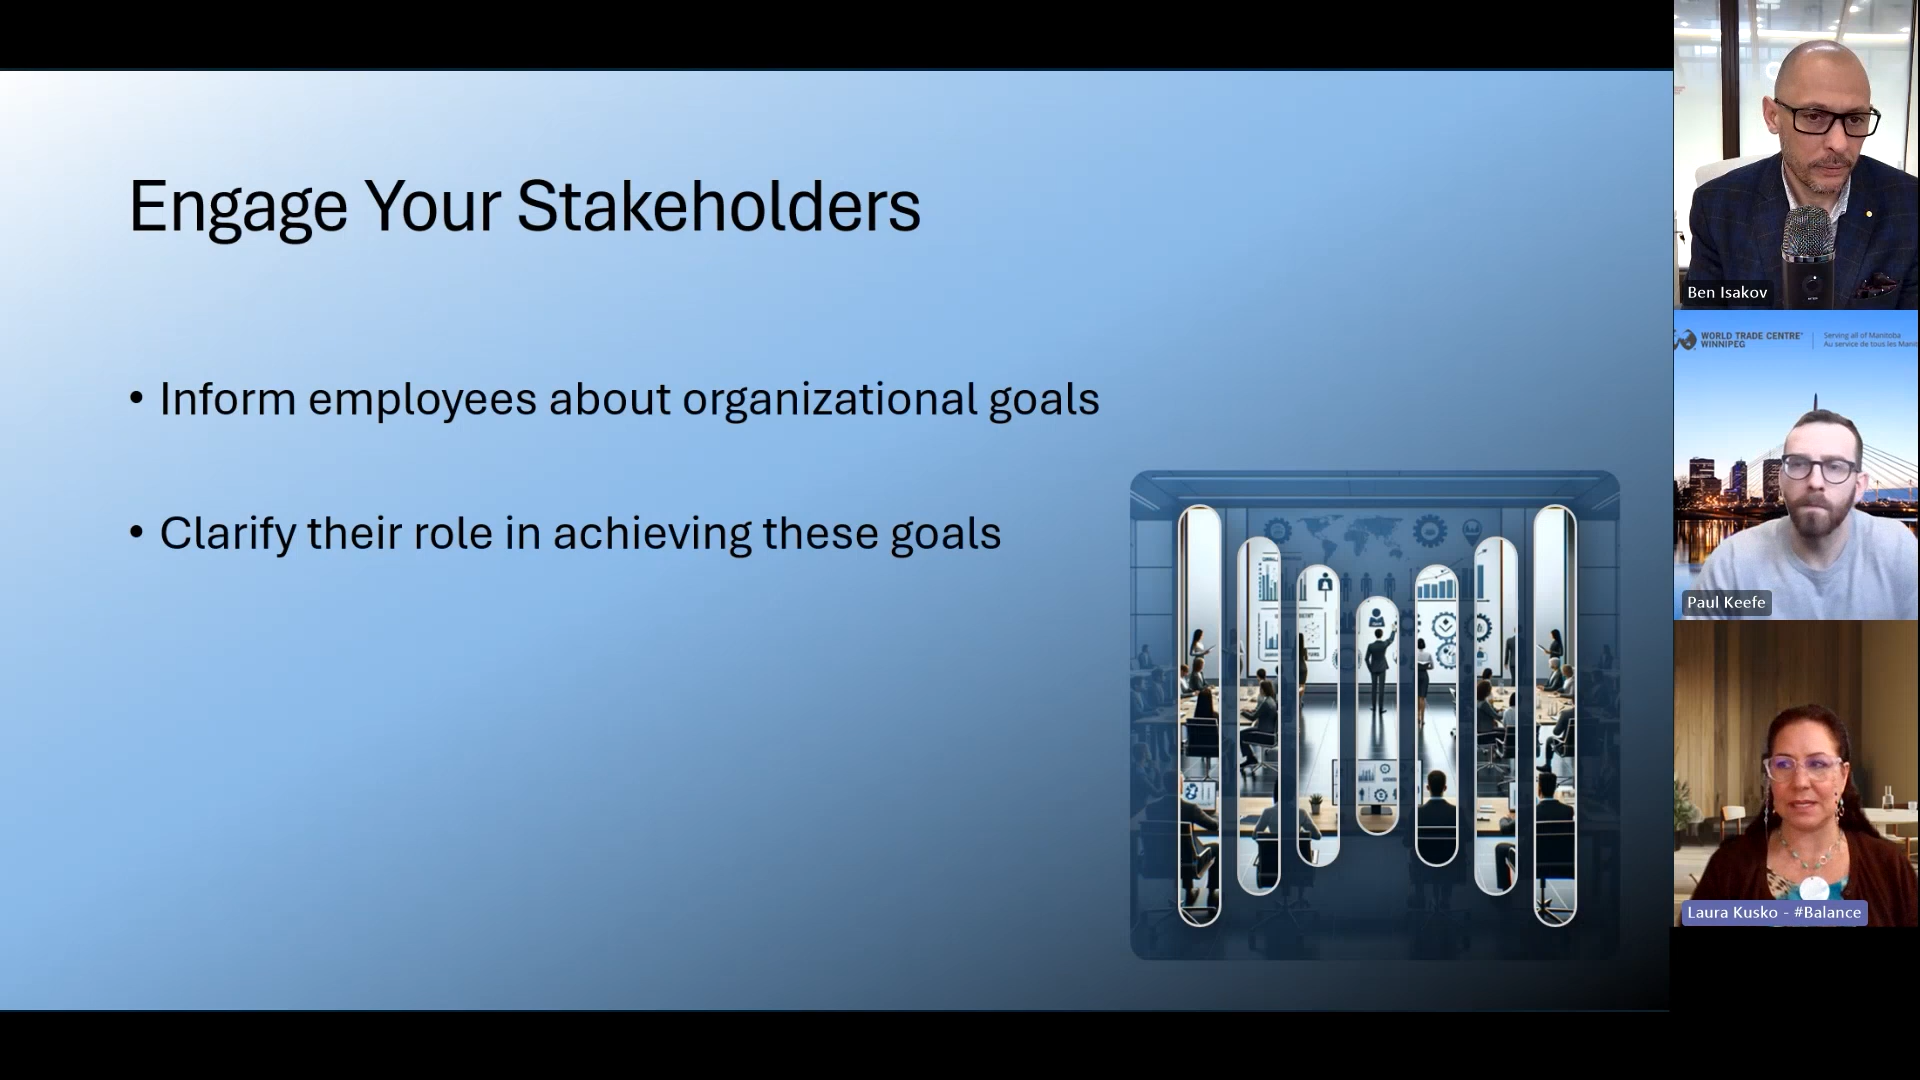 Engage Your Stakeholders
• Inform employees about organizational goals
• Clarify their role in achieving these goals
Ben Isakov
WORLD TRADE CENTRE
WINNIPEG
Serving all of Manitoba
Au service de tous les Manit
Paul Keefe
Laura Kusko - #Balance